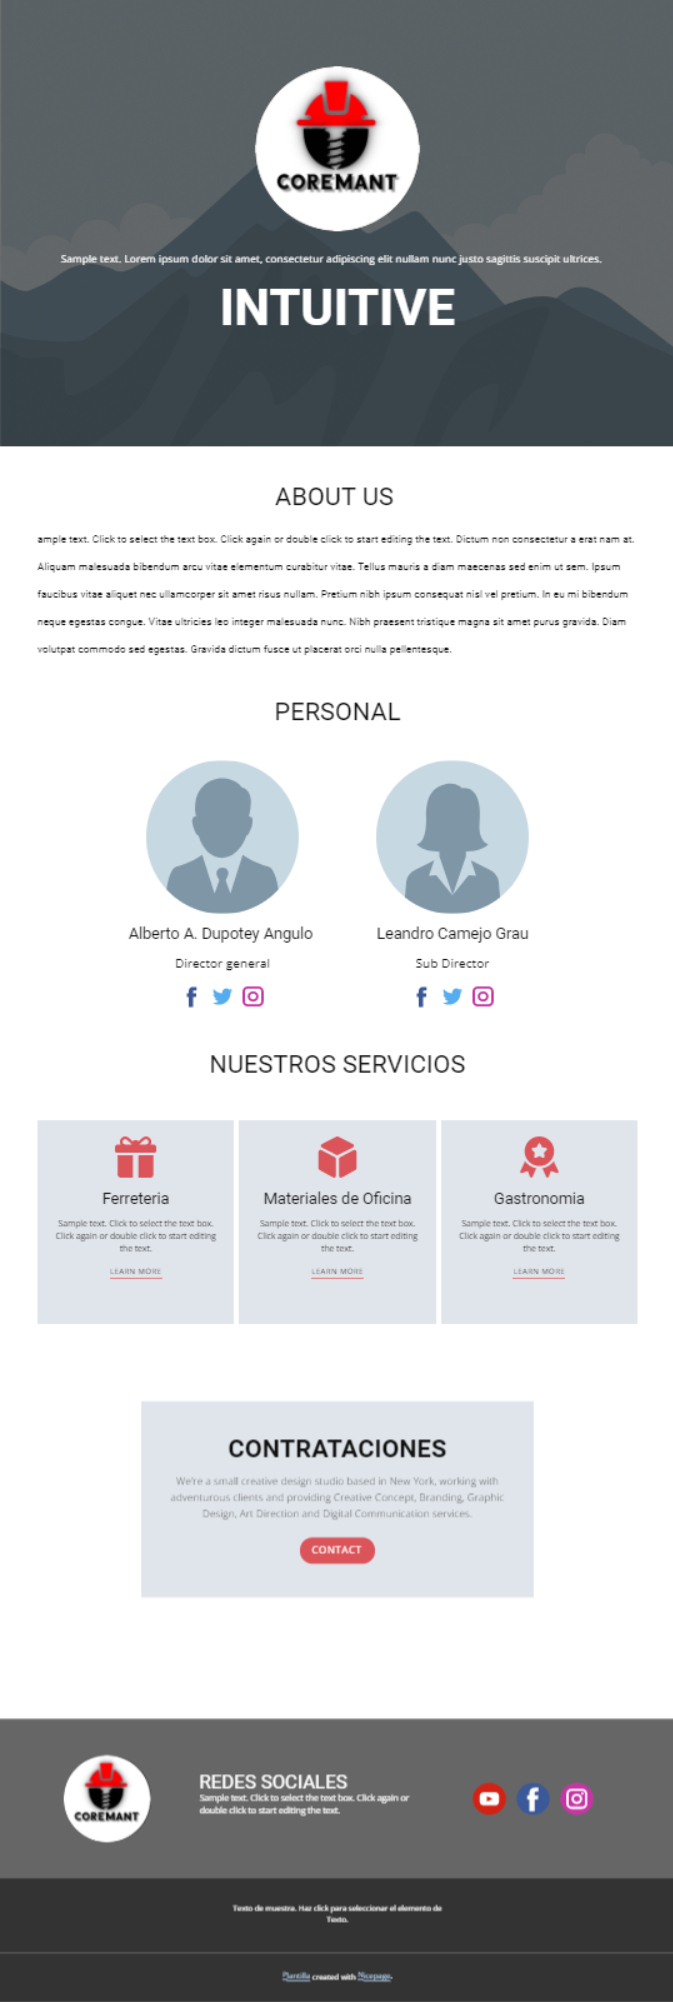 COREMANT
Sample text. Lorem ipsum dolor sit amet, consectetur adipiscing elit nullam nunc justo sagittis suscipit ultrices.
INTUITIVE
ABOUT US
ample text. Click to select the text box. Click again or double click to start editing the text. Dictum non consectetur a erat nam at.
Aliquam malesuada bibendum arcu vitae elementum curabitur vitae. Tellus mauris a diam maecenas sed enim ut sem. Ipsum
faucibus vitae aliquet nec ullamcorper sit amet risus nullam. Pretium nibh ipsum consequat nisl vel pretium. In eu mi bibendum
neque egestas congue. Vitae ultricies leo integer malesuada nunc. Nibh praesent tristique magna sit amet purus gravida. Diam
volutpat commodo sed egestas. Gravida dictum fusce ut placerat orci nulla pellentesque.
PERSONAL
Alberto A. Dupotey Angulo
Director general
Leandro Camejo Grau
Sub Director
NUESTROS SERVICIOS
Ferreteria
Sample text. Click to select the text box.
Click again or double click to start editing
the text.
LEARN MORE
Materiales de Oficina
Sample text. Click to select the text box.
Click again or double click to start editing
the text.
LEARN MORE
Gastronomia
Sample text. Click to select the text box.
Click again or double click to start editing
the text.
LEARN MORE
CONTRATACIONES
We're a small creative design studio based in New York, working with
adventurous clients and providing Creative Concept, Branding, Graphic
Design, Art Direction and Digital Communication services.
CONTACT
COREMANT
REDES SOCIALES
Sample text. Click to select the text box. Click again or
double click to start editing the text.
Texto de muestra. Haz click para seleccionar el elemento de
Texto.
Plantilla created with Nicepage.